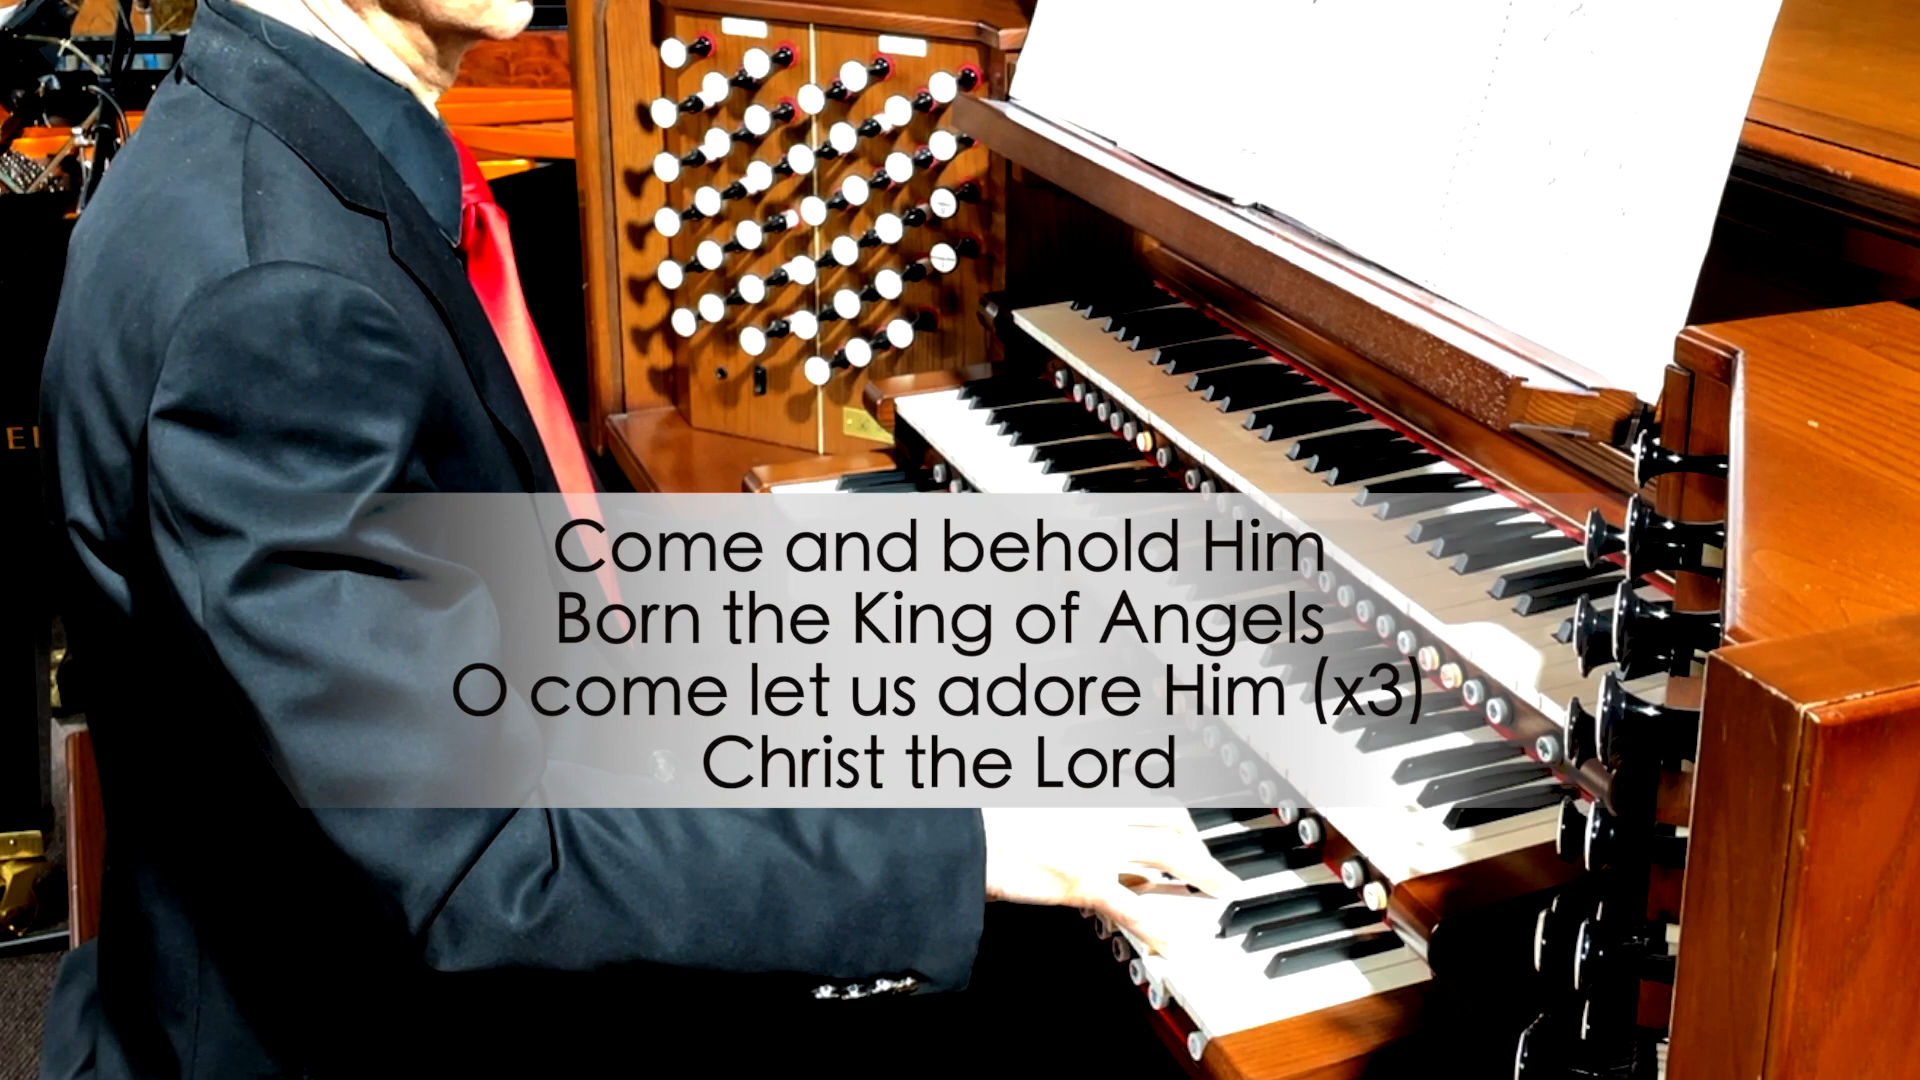 Come and behold Him
Born the King of Angels
O come let us adore Him (x3)
Christ the Lord